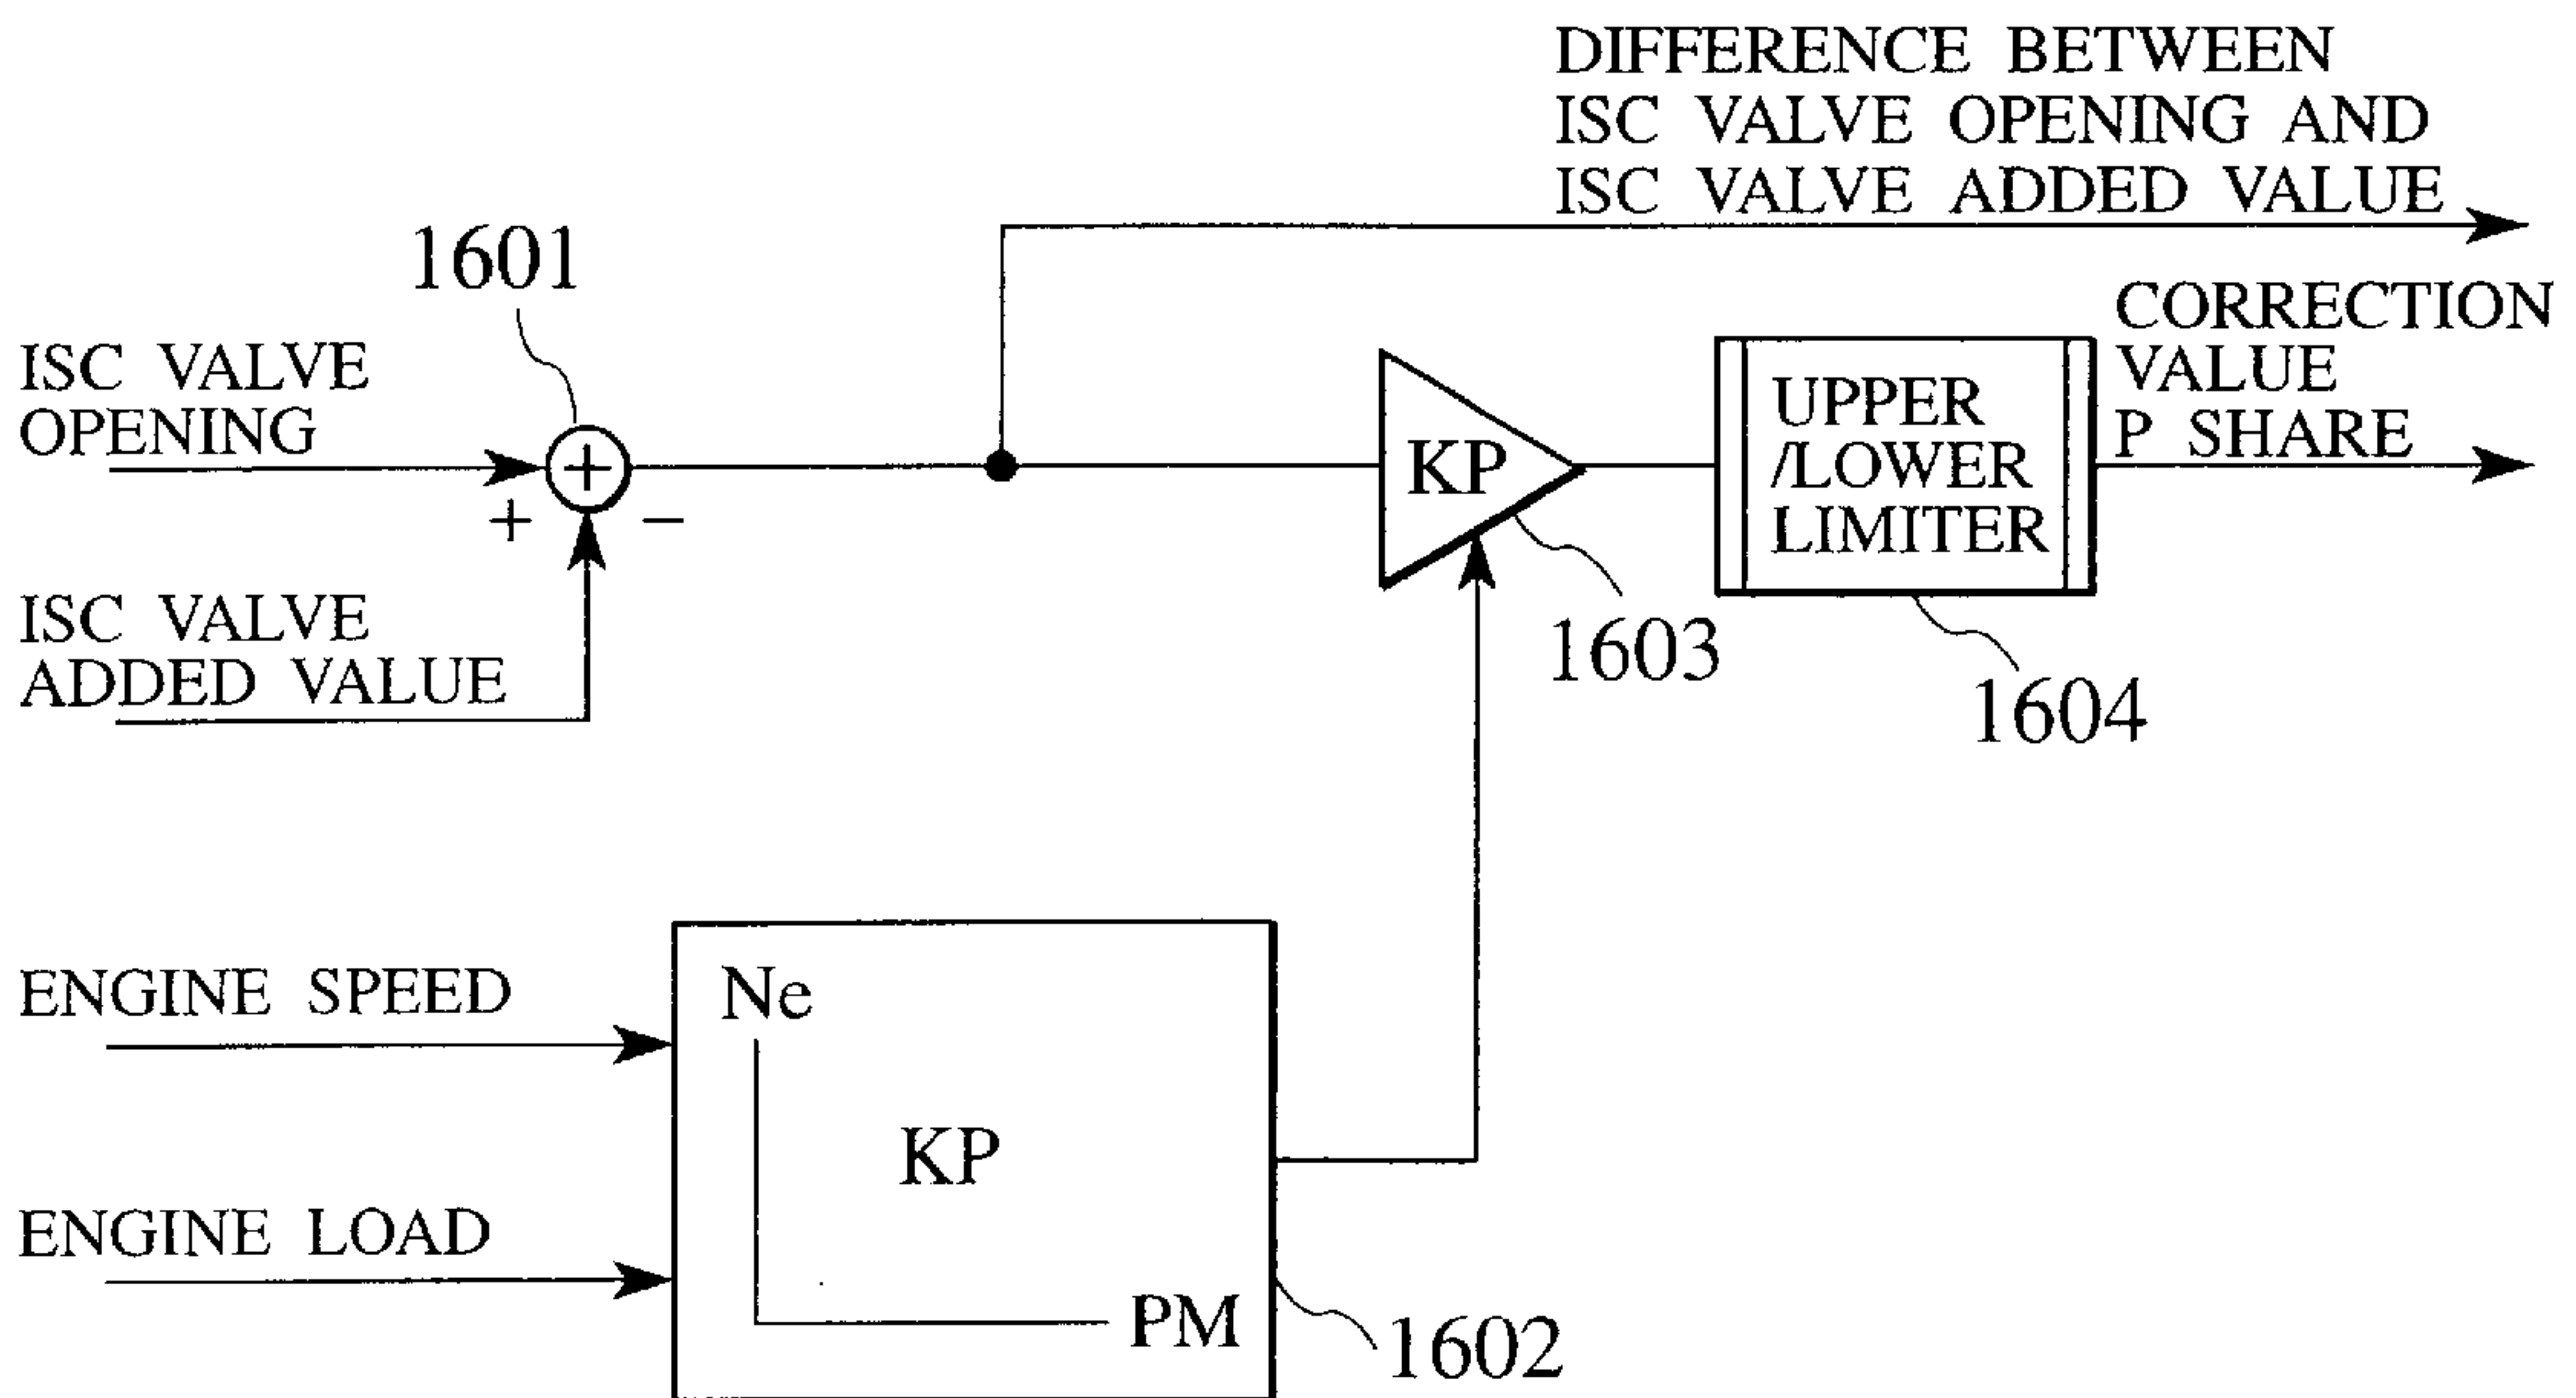 DIFFERENCE BETWEEN
ISC VALVE OPENING AND
ISC VALVE ADDED VALUE
1601
CORRECTION
VALUE
P SHARE
ISC VALVE
OPENING
+
+
−
KP
UPPER
/LOWER
LIMITER
ISC VALVE
ADDED VALUE
1603
1604
ENGINE SPEED
Ne
KP
ENGINE LOAD
PM
1602